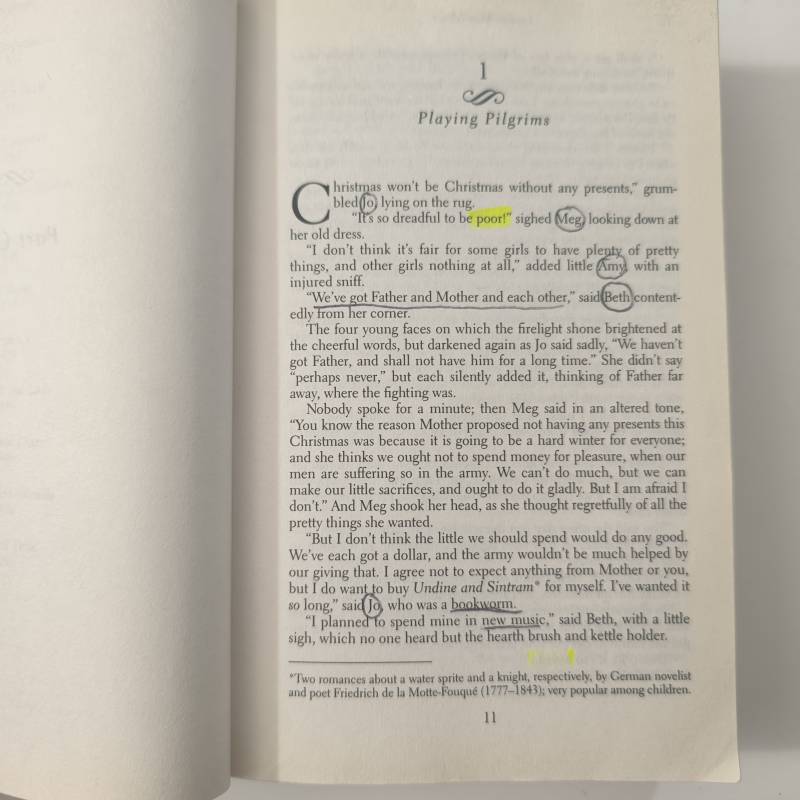 1
Playing Pilgrims
Christmas won't be Christmas without any presents,” grum-
bled Jo, lying on the rug.
“It's so dreadful to be poor!” sighed Meg, looking down at
her old dress.
“I don't think it's fair for some girls to have plenty of pretty
things, and other girls nothing at all,” added little Amy, with an
injured sniff.
“We've got Father and Mother and each other,” said Beth content-
edly from her corner.
The four young faces on which the firelight shone brightened at
the cheerful words, but darkened again as Jo said sadly, “We haven't
got Father, and shall not have him for a long time.” She didn't say
“perhaps never,” but each silently added it, thinking of Father far
away, where the fighting was.
Nobody spoke for a minute; then Meg said in an altered tone,
“You know the reason Mother proposed not having any presents this
Christmas was because it is going to be a hard winter for everyone;
and she thinks we ought not to spend money for pleasure, when our
men are suffering so in the army. We can't do much, but we can
make our little sacrifices, and ought to do it gladly. But I am afraid I
don't.” And Meg shook her head, as she thought regretfully of all the
pretty things she wanted.
“But I don't think the little we should spend would do any good.
We've each got a dollar, and the army wouldn't be much helped by
our giving that. I agree not to expect anything from Mother or you,
but I do want to buy Undine and Sintram* for myself. I've wanted it
so long,” said Jo, who was a bookworm.
“I planned to spend mine in new music,” said Beth, with a little
sigh, which no one heard but the hearth brush and kettle holder.
*Two romances about a water sprite and a knight, respectively, by German novelist
and poet Friedrich de la Motte-Fouqué (1777–1843); very popular among children.
11